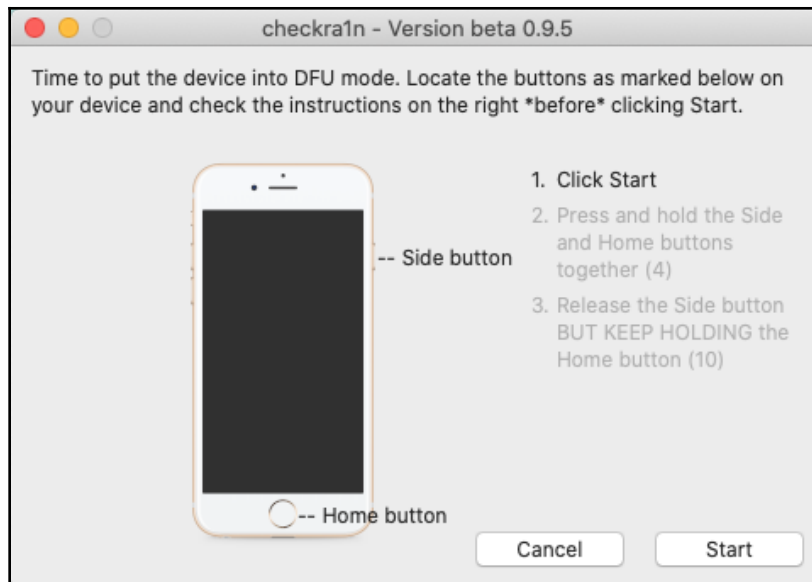 checkra1n - Version beta 0.9.5
Time to put the device into DFU mode. Locate the buttons as marked below on
your device and check the instructions on the right *before* clicking Start.
-- Side button
-- Home button
1. Click Start
2. Press and hold the Side
and Home buttons
together (4)
3. Release the Side button
BUT KEEP HOLDING the
Home button (10)
Cancel
Start